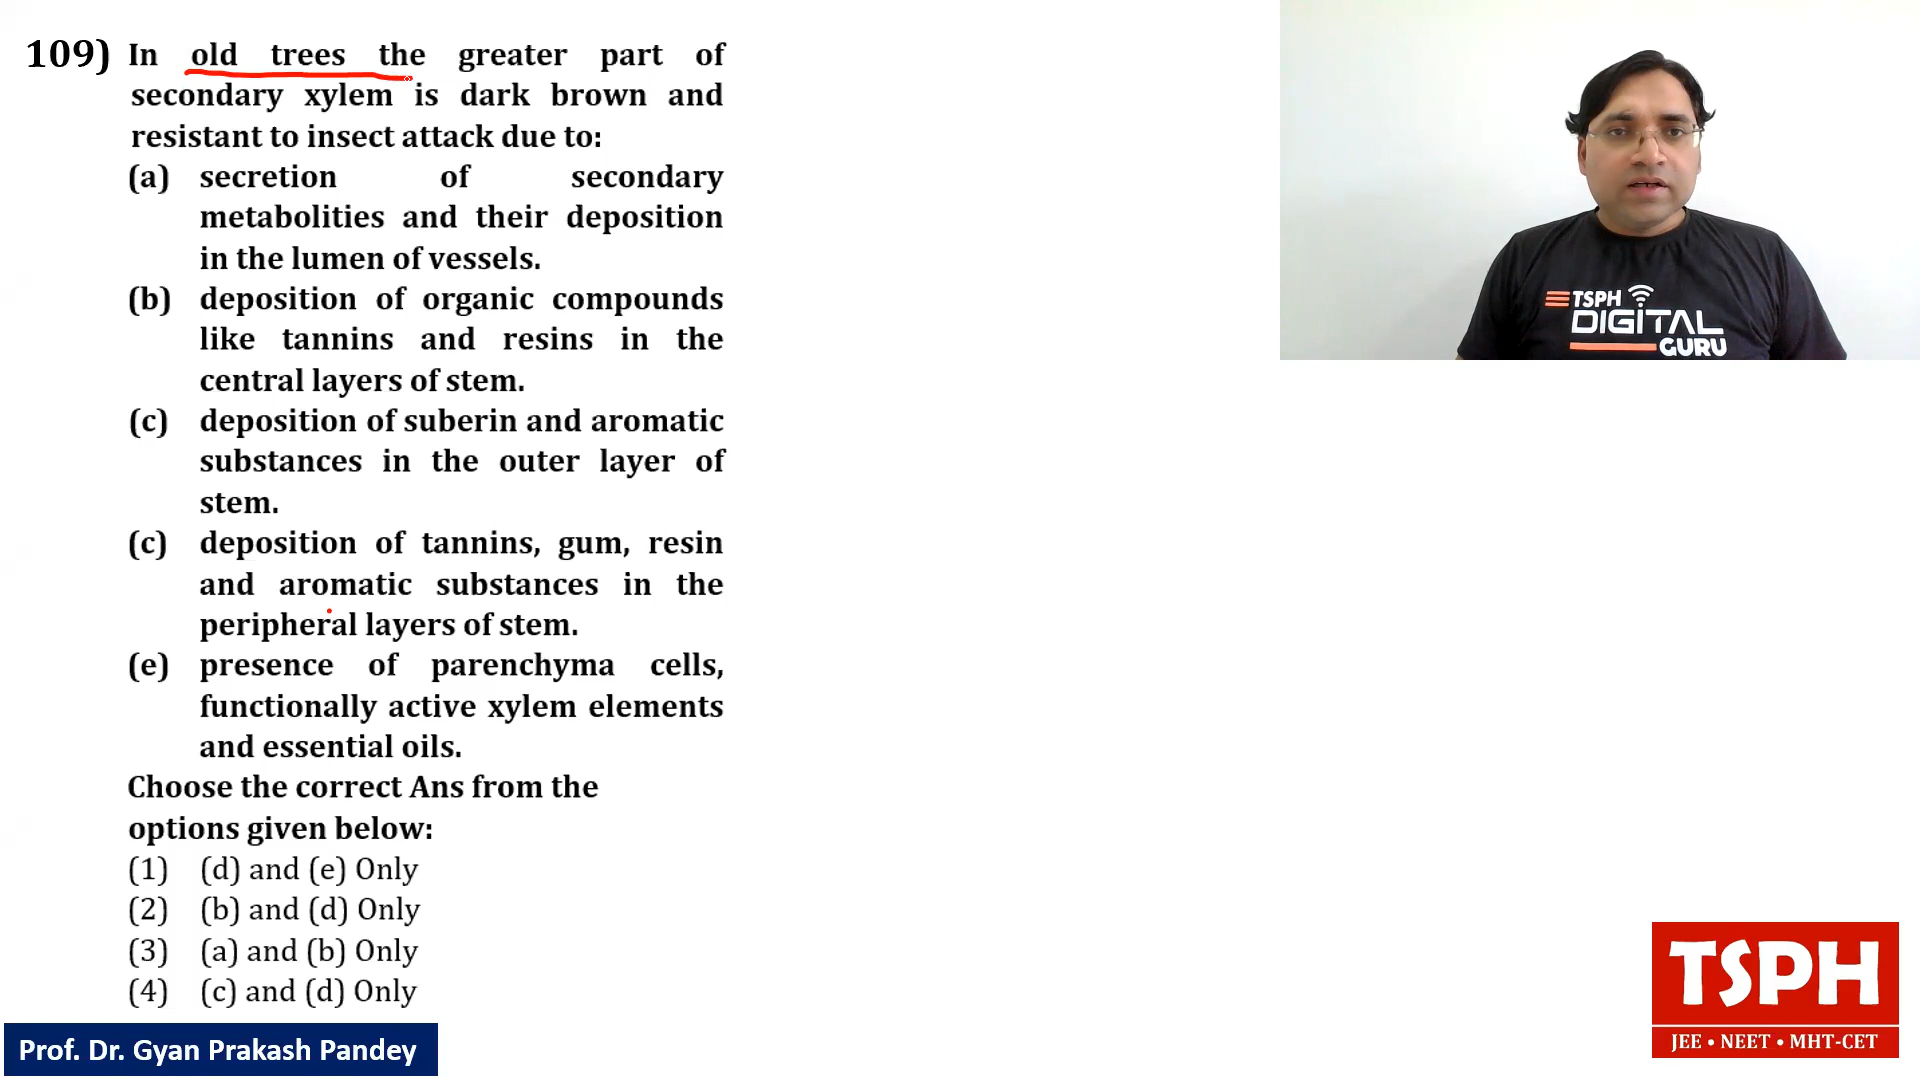 109) In old trees the greater part of
secondary xylem is dark brown and
resistant to insect attack due to:
(a) secretion of secondary
metabolities and their deposition
in the lumen of vessels.
(b) deposition of organic compounds
like tannins and resins in the
central layers of stem.
(c) deposition of suberin and aromatic
substances in the outer layer of
stem.
(c) deposition of tannins, gum, resin
and aromatic substances in the
peripheral layers of stem.
(e) presence of parenchyma cells,
functionally active xylem elements
and essential oils.
Choose the correct Ans from the
options given below:
(1) (d) and (e) Only
(2) (b) and (d) Only
(3) (a) and (b) Only
(4) (c) and (d) Only
Prof. Dr. Gyan Prakash Pandey
TSPH
DIGITAL
GURU
TSPH
JEE • NEET • MHT-CET